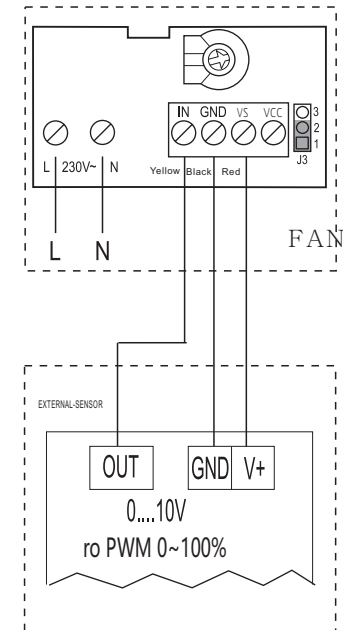 IN GND VS VCC
3
2
1
J3
L 230V~ N
Yellow Black Red
L N
FAN
EXTERNAL-SENSOR
OUT GND V+
0....10V
ro PWM 0~100%